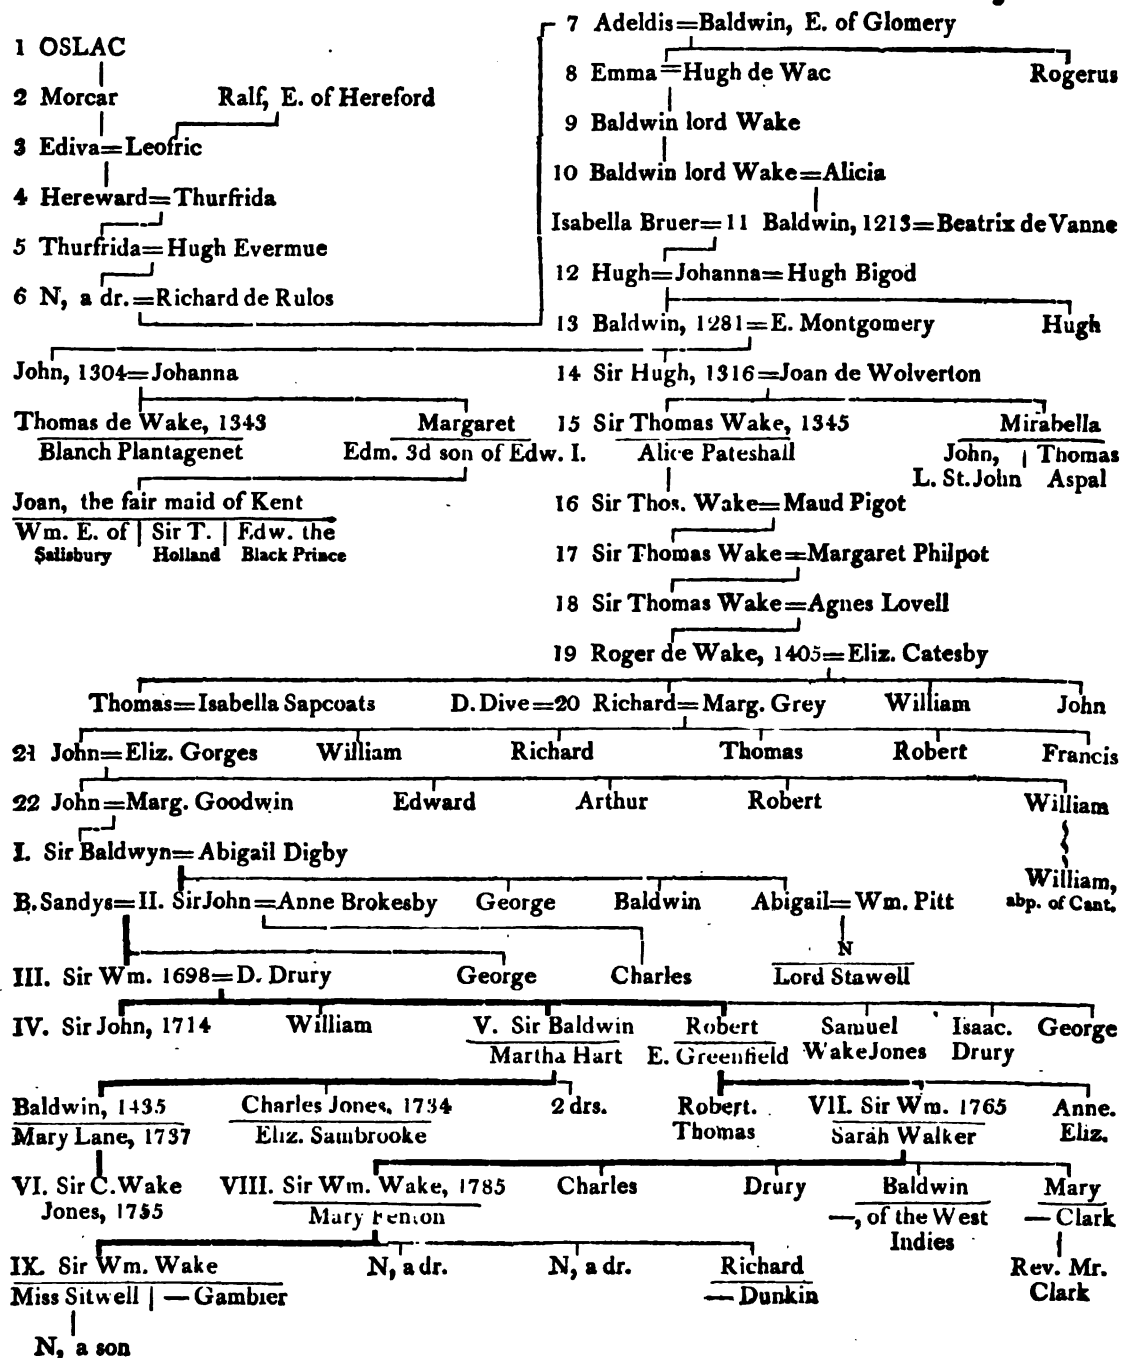 1 OSLAC
2 Morcar Ralf, E. of Hereford
3 Ediva=Leofric
4 Hereward=Thurfrida
5 Thurfrida=Hugh Evermue
6 N, a dr.=Richard de Rulos
7 Adeldis=Baldwin, E. of Glomery
8 Emma=Hugh de Wac Rogerus
9 Baldwin lord Wake
10 Baldwin lord Wake=Alicia
Isabella Bruer=11 Baldwin, 1213=Beatrix de Vanne
12 Hugh=Johanna=Hugh Bigod
13 Baldwin, 1281=E. Montgomery Hugh
John, 1304=Johanna 14 Sir Hugh, 1316=Joan de Wolverton
Thomas de Wake, 1343 Margaret 15 Sir Thomas Wake, 1345 Mirabella
Blanch Plantagenet Edm. 3d son of Edw. I. Alice Pateshall John, | Thomas
L. St. John Aspal
Joan, the fair maid of Kent 16 Sir Thos. Wake=Maud Pigot
Wm. E. of | Sir T. | Edw. the
Salisbury Holland Black Prince
17 Sir Thomas Wake=Margaret Philpot
18 Sir Thomas Wake=Agnes Lovell
19 Roger de Wake, 1405=Eliz. Catesby
Thomas=Isabella Sapcoats D. Dive=20 Richard=Marg. Grey William John
21 John=Eliz. Gorges William Richard Thomas Robert Francis
22 John=Marg. Goodwin Edward Arthur Robert William
I. Sir Baldwyn=Abigail Digby
William,
abp. of Cant.
B. Sandys=II. Sir John=Anne Brokesby George Baldwin Abigail=Wm. Pitt
N
Lord Stawell
III. Sir Wm. 1698=D. Drury George Charles
IV. Sir John, 1714 William V. Sir Baldwin Robert Samuel Isaac. George
Martha Hart E. Greenfield Wake Jones Drury
Baldwin, 1435 Charles Jones, 1734 2 drs. Robert. VII. Sir Wm. 1765 Anne.
Mary Lane, 1737 Eliz. Sambrooke Thomas Sarah Walker Eliz.
VI. Sir C. Wake VIII. Sir Wm. Wake, 1785 Charles Drury Baldwin Mary
Jones, 1755 Mary Fenton —, of the West — Clark
Indies
IX. Sir Wm. Wake N, a dr. N, a dr. Richard Rev. Mr.
Miss Sitwell | — Gambier — Dunkin Clark
N, a son